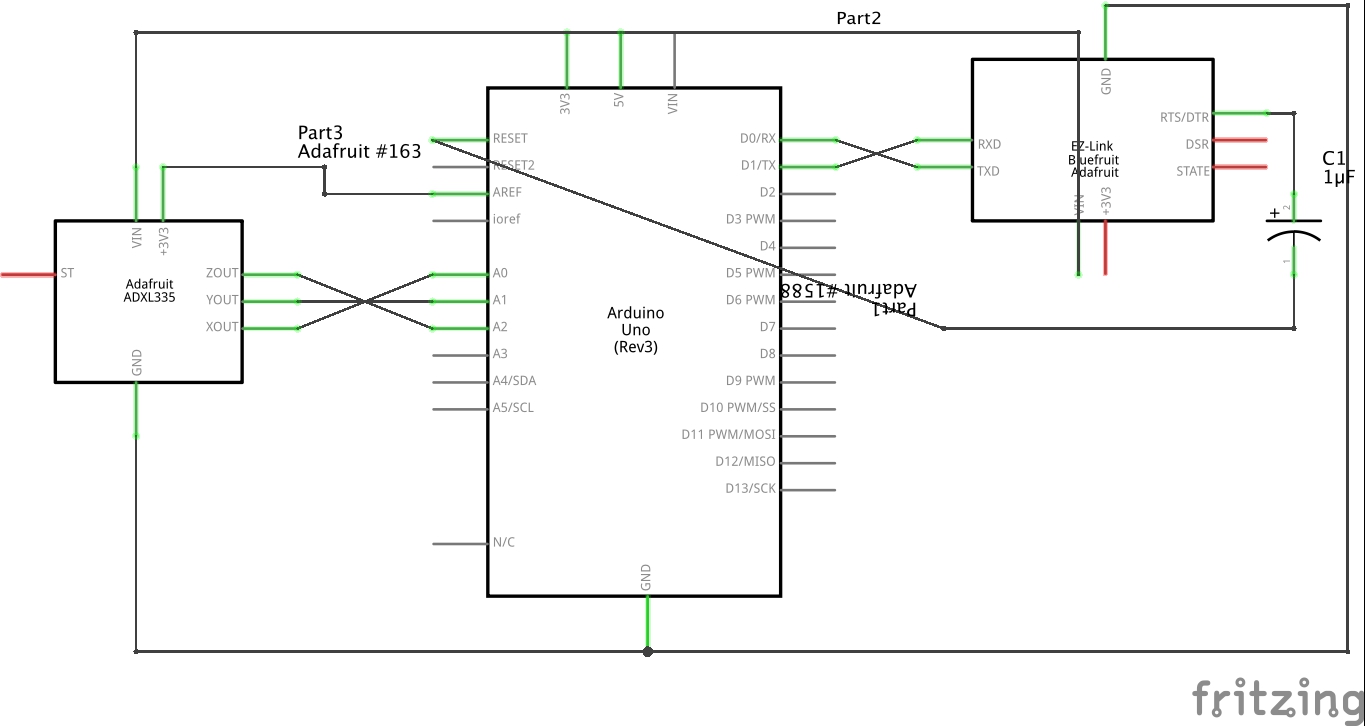 Part2
3V3
5V
VIN
GND
Part3
Adafruit #163
RESET
RESET2
AREF
ioref
A0
A1
A2
A3
A4/SDA
A5/SCL
N/C
D0/RX
D1/TX
D2
D3 PWM
D4
D5 PWM
D6 PWM
D7
D8
D9 PWM
D10 PWM/SS
D11 PWM/MOSI
D12/MISO
D13/SCK
Arduino
Uno
(Rev3)
GND
VIN
+3V3
ST
Adafruit
ADXL335
ZOUT
YOUT
XOUT
GND
RXD
TXD
EZ-Link
Bluefruit
Adafruit
RTS/DTR
DSR
STATE
VIN
+3V3
C1
1µF
+
2
1
Part1
Adafruit #1588
fritzing